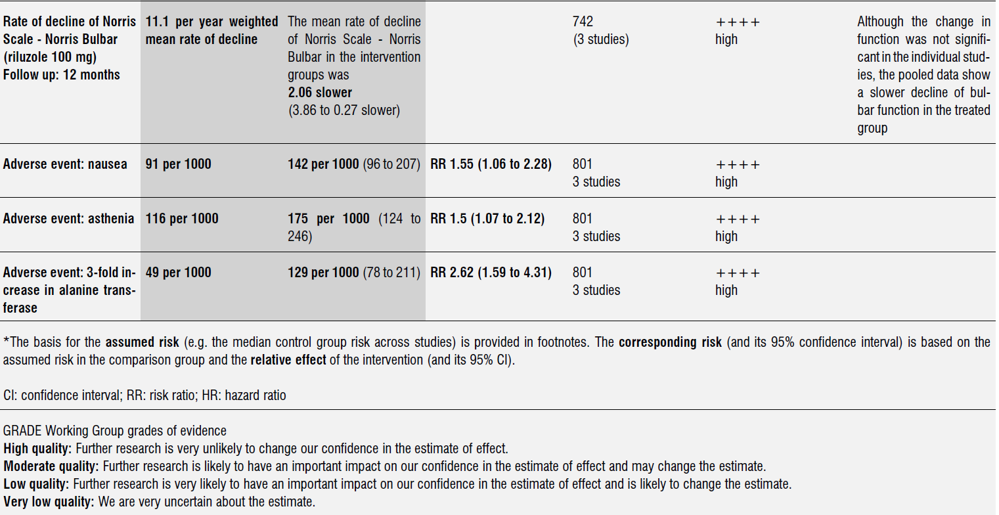 Rate of decline of Norris
Scale - Norris Bulbar
(riluzole 100 mg)
Follow up: 12 months
11.1 per year weighted
mean rate of decline
The mean rate of decline
of Norris Scale - Norris
Bulbar in the intervention
groups was
2.06 slower
(3.86 to 0.27 slower)
742
(3 studies)
++++
high
Although the change in
function was not signifi-
cant in the individual stud-
ies, the pooled data show
a slower decline of bul-
bar function in the treated
group
Adverse event: nausea
91 per 1000
142 per 1000 (96 to 207)
RR 1.55 (1.06 to 2.28)
801
3 studies
++++
high
Adverse event: asthenia
116 per 1000
175 per 1000 (124 to
246)
RR 1.5 (1.07 to 2.12)
801
3 studies
++++
high
Adverse event: 3-fold in-
crease in alanine trans-
ferase
49 per 1000
129 per 1000 (78 to 211)
RR 2.62 (1.59 to 4.31)
801
3 studies
++++
high
*The basis for the assumed risk (e.g. the median control group risk across studies) is provided in footnotes. The corresponding risk (and its 95% confidence interval) is based on the
assumed risk in the comparison group and the relative effect of the intervention (and its 95% CI).
CI: confidence interval; RR: risk ratio; HR: hazard ratio
GRADE Working Group grades of evidence
High quality: Further research is very unlikely to change our confidence in the estimate of effect.
Moderate quality: Further research is likely to have an important impact on our confidence in the estimate of effect and may change the estimate.
Low quality: Further research is very likely to have an important impact on our confidence in the estimate of effect and is likely to change the estimate.
Very low quality: We are very uncertain about the estimate.